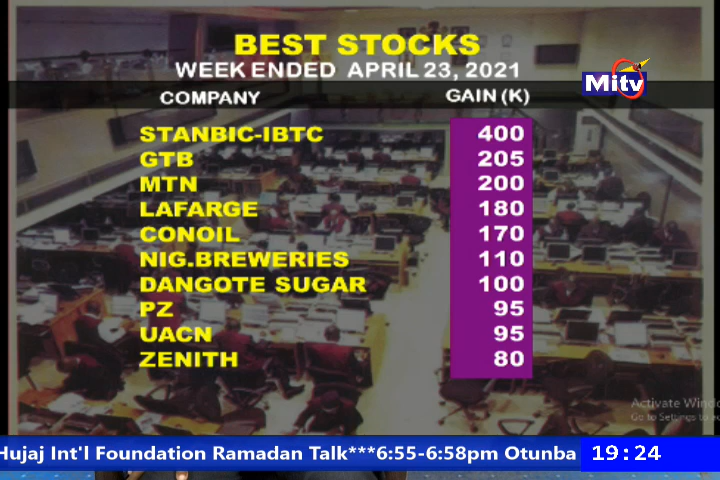 BEST STOCKS
WEEK ENDED APRIL 23, 2021
Mitv
COMPANY GAIN (K)
STANBIC-IBTC 400
GTB 205
MTN 200
LAFARGE 180
CONOIL 170
NIG.BREWERIES 110
DANGOTE SUGAR 100
PZ 95
UACN 95
ZENITH 80
Activate Windo
Go to Settings to a
Hujaj Int'l Foundation Ramadan Talk***6:55-6:58pm Otunba 19:24